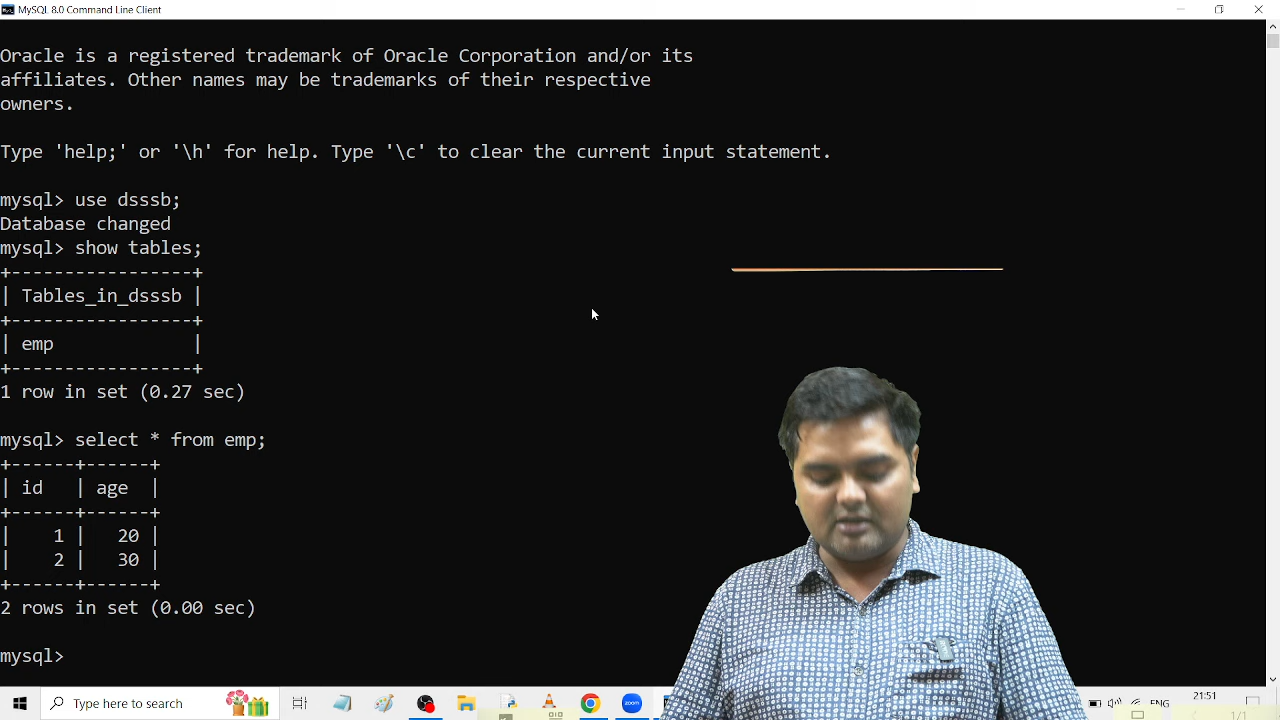 MySQL 8.0 Command Line Client
Oracle is a registered trademark of Oracle Corporation and/or its
affiliates. Other names may be trademarks of their respective
owners.
Type 'help;' or '\h' for help. Type '\c' to clear the current input statement.
mysql> use dsssb;
Database changed
mysql> show tables;
+----------------+
| Tables_in_dsssb |
+----------------+
| emp             |
+----------------+
1 row in set (0.27 sec)
mysql> select * from emp;
+------+------+
| id   | age  |
+------+------+
|    1 |   20 |
|    2 |   30 |
+------+------+
2 rows in set (0.00 sec)
mysql>
Type here to search
zoom
ENG
21:51
1/1